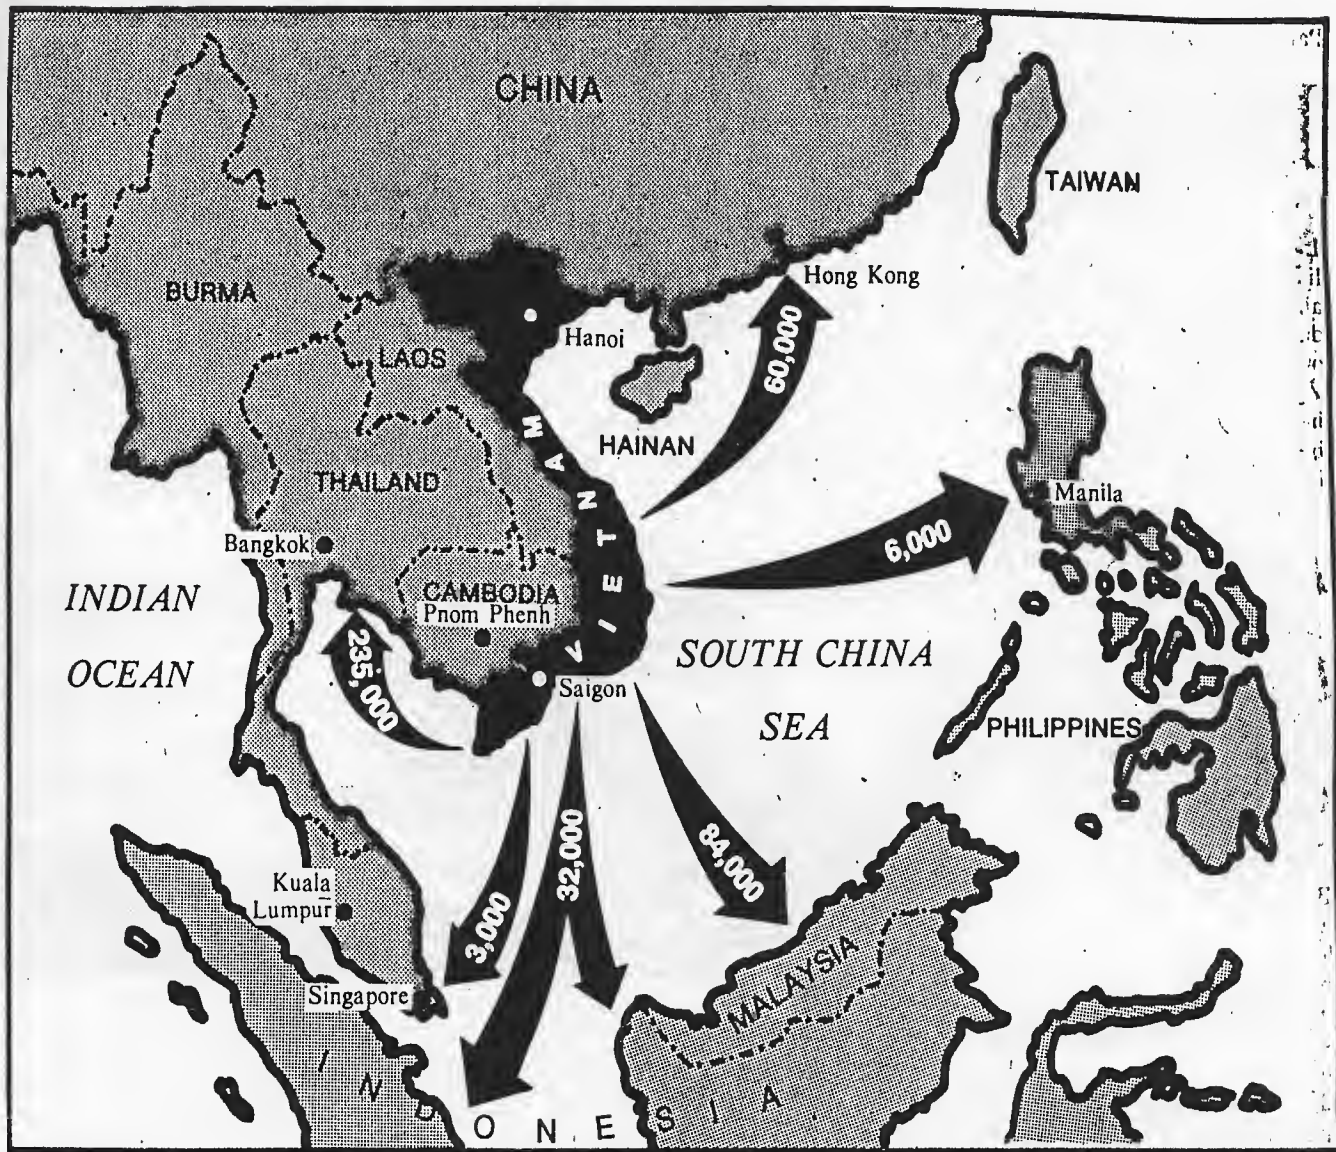 CHINA
TAIWAN
Hong Kong
BURMA
Hanoi
LAOS
60,000
HAINAN
THAILAND
VIETNAM
Manila
Bangkok
6,000
CAMBODIA
Pnom Phenh
INDIAN
OCEAN
235,000
SOUTH CHINA
SEA
Saigon
PHILIPPINES
84,000
32,000
3,000
Kuala
Lumpur
MALAYSIA
Singapore
INDONESIA